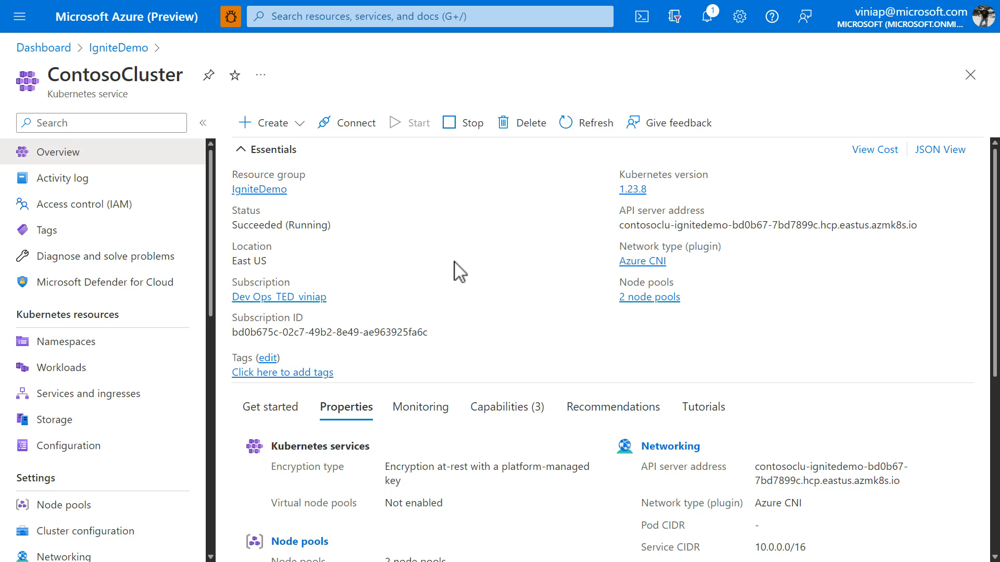 Microsoft Azure (Preview)
Search resources, services, and docs (G+/)
1
viniap@microsoft.com
MICROSOFT (MICROSOFT.ONMI...
Dashboard > IgniteDemo >
ContosoCluster
Kubernetes service
Search
Create
Connect
Start
Stop
Delete
Refresh
Give feedback
Overview
Activity log
Access control (IAM)
Tags
Diagnose and solve problems
Microsoft Defender for Cloud
Kubernetes resources
Namespaces
Workloads
Services and ingresses
Storage
Configuration
Settings
Node pools
Cluster configuration
Networking
Essentials
View Cost
JSON View
Resource group
IgniteDemo
Status
Succeeded (Running)
Location
East US
Subscription
Dev Ops_TED_viniap
Subscription ID
bd0b675c-02c7-49b2-8e49-ae963925fa6c
Tags (edit)
Click here to add tags
Kubernetes version
1.23.8
API server address
contosoclu-ignitedemo-bd0b67-7bd7899c.hcp.eastus.azmk8s.io
Network type (plugin)
Azure CNI
Node pools
2 node pools
Get started
Properties
Monitoring
Capabilities (3)
Recommendations
Tutorials
Kubernetes services
Encryption type
Encryption at-rest with a platform-managed
key
Virtual node pools
Not enabled
Node pools
Node pools
2 node pools
Networking
API server address
contosoclu-ignitedemo-bd0b67-
7bd7899c.hcp.eastus.azmk8s.io
Network type (plugin)
Azure CNI
Pod CIDR
-
Service CIDR
10.0.0.0/16